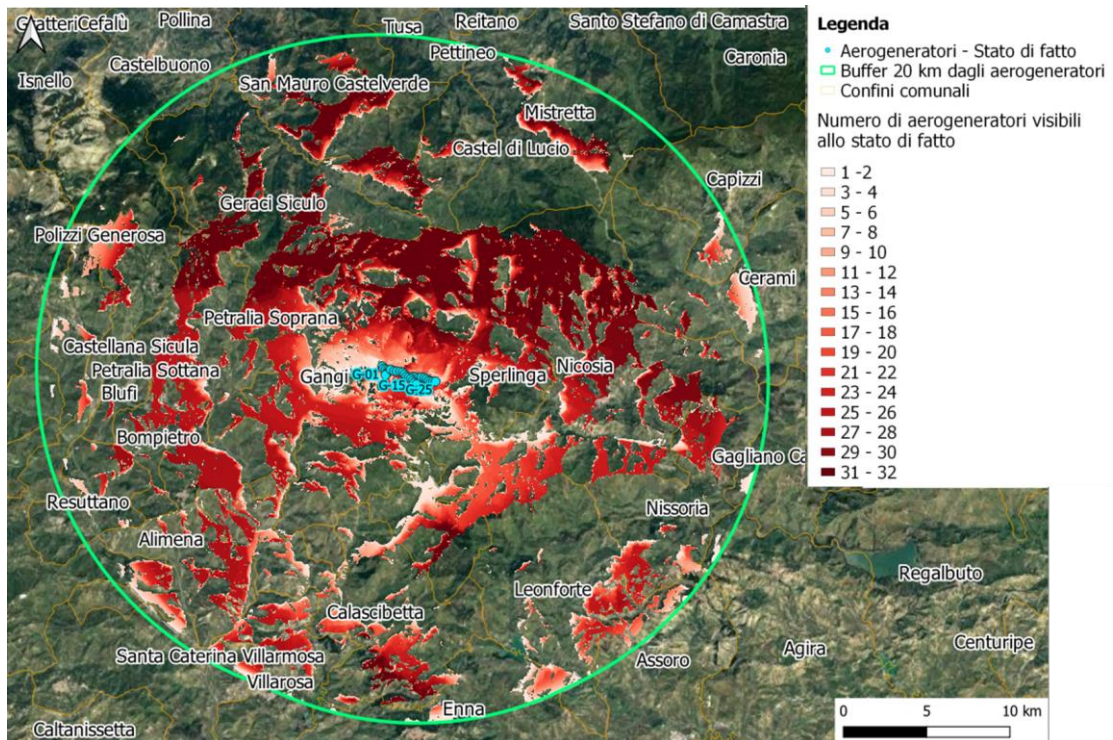 GratteriCefalù
Pollina
Tusa
Reitano
Santo Stefano di Camastra
Isnello
Castelbuono
Pettineo
Caronia
San Mauro Castelverde
Mistretta
Castel di Lucio
Capizzi
Geraci Siculo
Polizzi Generosa
Cerami
Petralia Soprana
Castellana Sicula
Petralia Sottana
Blufi
Gangi
G-01
G-15
G-25
Sperlinga
Nicosia
Bompietro
Gagliano Ca
Resuttano
Nissoria
Alimena
Regalbuto
Leonforte
Calascibetta
Santa Caterina Villarmosa
Villarosa
Assoro
Agira
Centuripe
Enna
Caltanissetta
Legenda
Aerogeneratori - Stato di fatto
Buffer 20 km dagli aerogeneratori
Confini comunali
Numero di aerogeneratori visibili
allo stato di fatto
1 -2
3 - 4
5 - 6
7 - 8
9 - 10
11 - 12
13 - 14
15 - 16
17 - 18
19 - 20
21 - 22
23 - 24
25 - 26
27 - 28
29 - 30
31 - 32
0 5 10 km